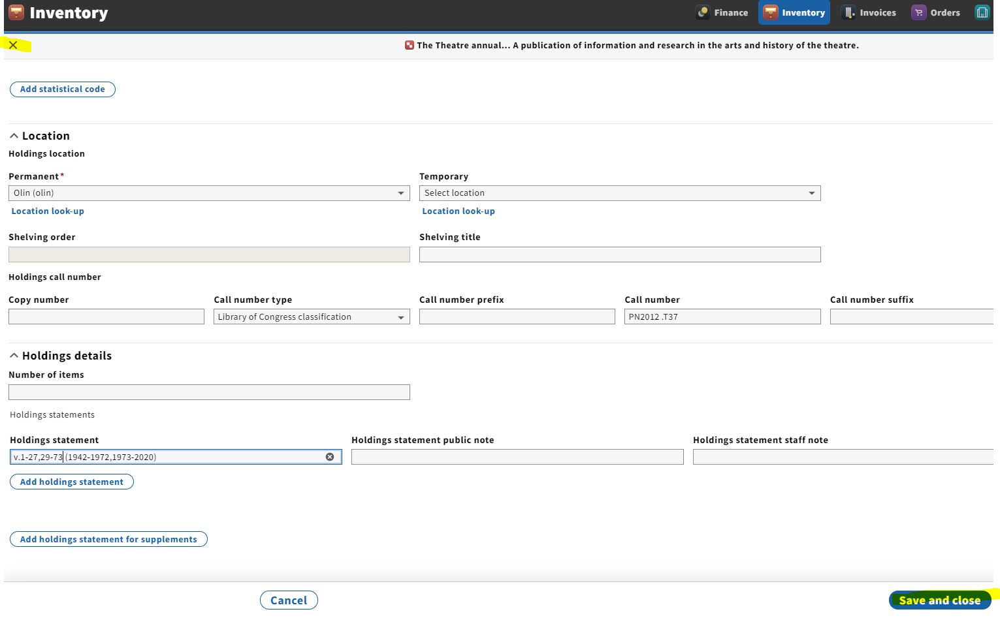 Inventory Finance Inventory Invoices Orders
The Theatre annual... A publication of information and research in the arts and history of the theatre.
Add statistical code
Location
Holdings location
Permanent* Temporary
Olin (olin) Select location
Location look-up Location look-up
Shelving order Shelving title
Holdings call number
Copy number Call number type Call number prefix Call number Call number suffix
Library of Congress classification PN2012 .T37
Holdings details
Number of items
Holdings statements
Holdings statement Holdings statement public note Holdings statement staff note
v.1-27,29-73 (1942-1972,1973-2020)
Add holdings statement
Add holdings statement for supplements
Cancel Save and close